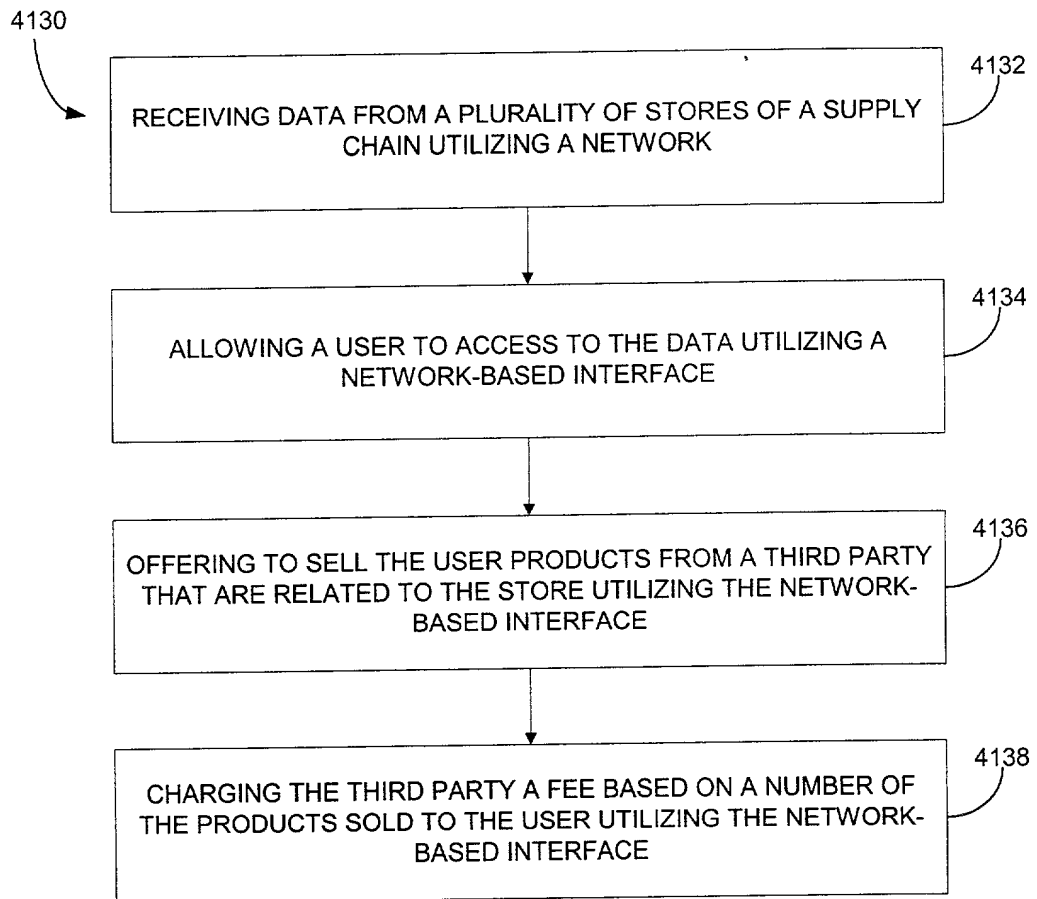 4130
4132
RECEIVING DATA FROM A PLURALITY OF STORES OF A SUPPLY
CHAIN UTILIZING A NETWORK
4134
ALLOWING A USER TO ACCESS TO THE DATA UTILIZING A
NETWORK-BASED INTERFACE
4136
OFFERING TO SELL THE USER PRODUCTS FROM A THIRD PARTY
THAT ARE RELATED TO THE STORE UTILIZING THE NETWORK-
BASED INTERFACE
4138
CHARGING THE THIRD PARTY A FEE BASED ON A NUMBER OF
THE PRODUCTS SOLD TO THE USER UTILIZING THE NETWORK-
BASED INTERFACE